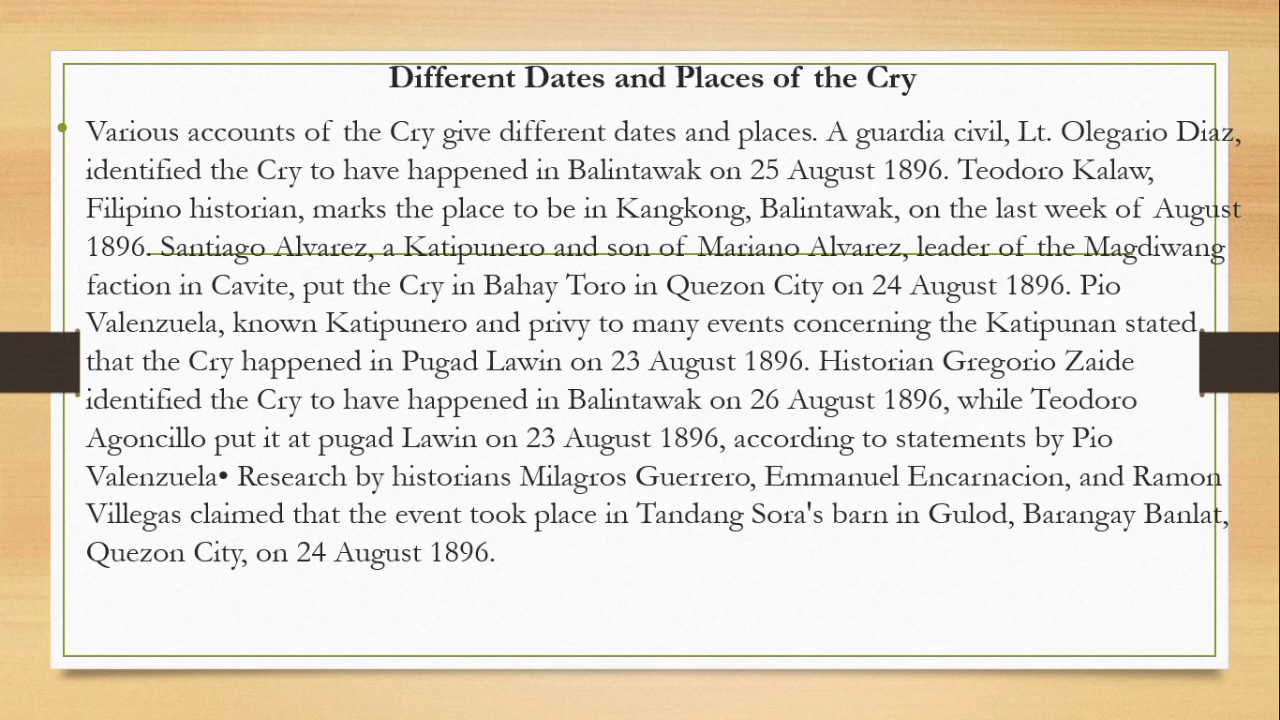 Different Dates and Places of the Cry
• Various accounts of the Cry give different dates and places. A guardia civil, Lt. Olegario Diaz,
identified the Cry to have happened in Balintawak on 25 August 1896. Teodoro Kalaw,
Filipino historian, marks the place to be in Kangkong, Balintawak, on the last week of August
1896. Santiago Alvarez, a Katipunero and son of Mariano Alvarez, leader of the Magdiwang
faction in Cavite, put the Cry in Bahay Toro in Quezon City on 24 August 1896. Pio
Valenzuela, known Katipunero and privy to many events concerning the Katipunan stated
that the Cry happened in Pugad Lawin on 23 August 1896. Historian Gregorio Zaide
identified the Cry to have happened in Balintawak on 26 August 1896, while Teodoro
Agoncillo put it at pugad Lawin on 23 August 1896, according to statements by Pio
Valenzuela• Research by historians Milagros Guerrero, Emmanuel Encarnacion, and Ramon
Villegas claimed that the event took place in Tandang Sora's barn in Gulod, Barangay Banlat,
Quezon City, on 24 August 1896.